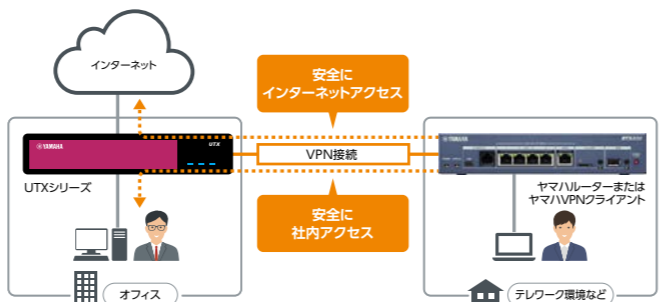 インターネット
安全に
インターネットアクセス
YAMAHA
UTX
VPN接続
YAMAHA
UTXシリーズ
ヤマハルーターまたは
ヤマハVPNクライアント
安全に
社内アクセス
オフィス
テレワーク環境など